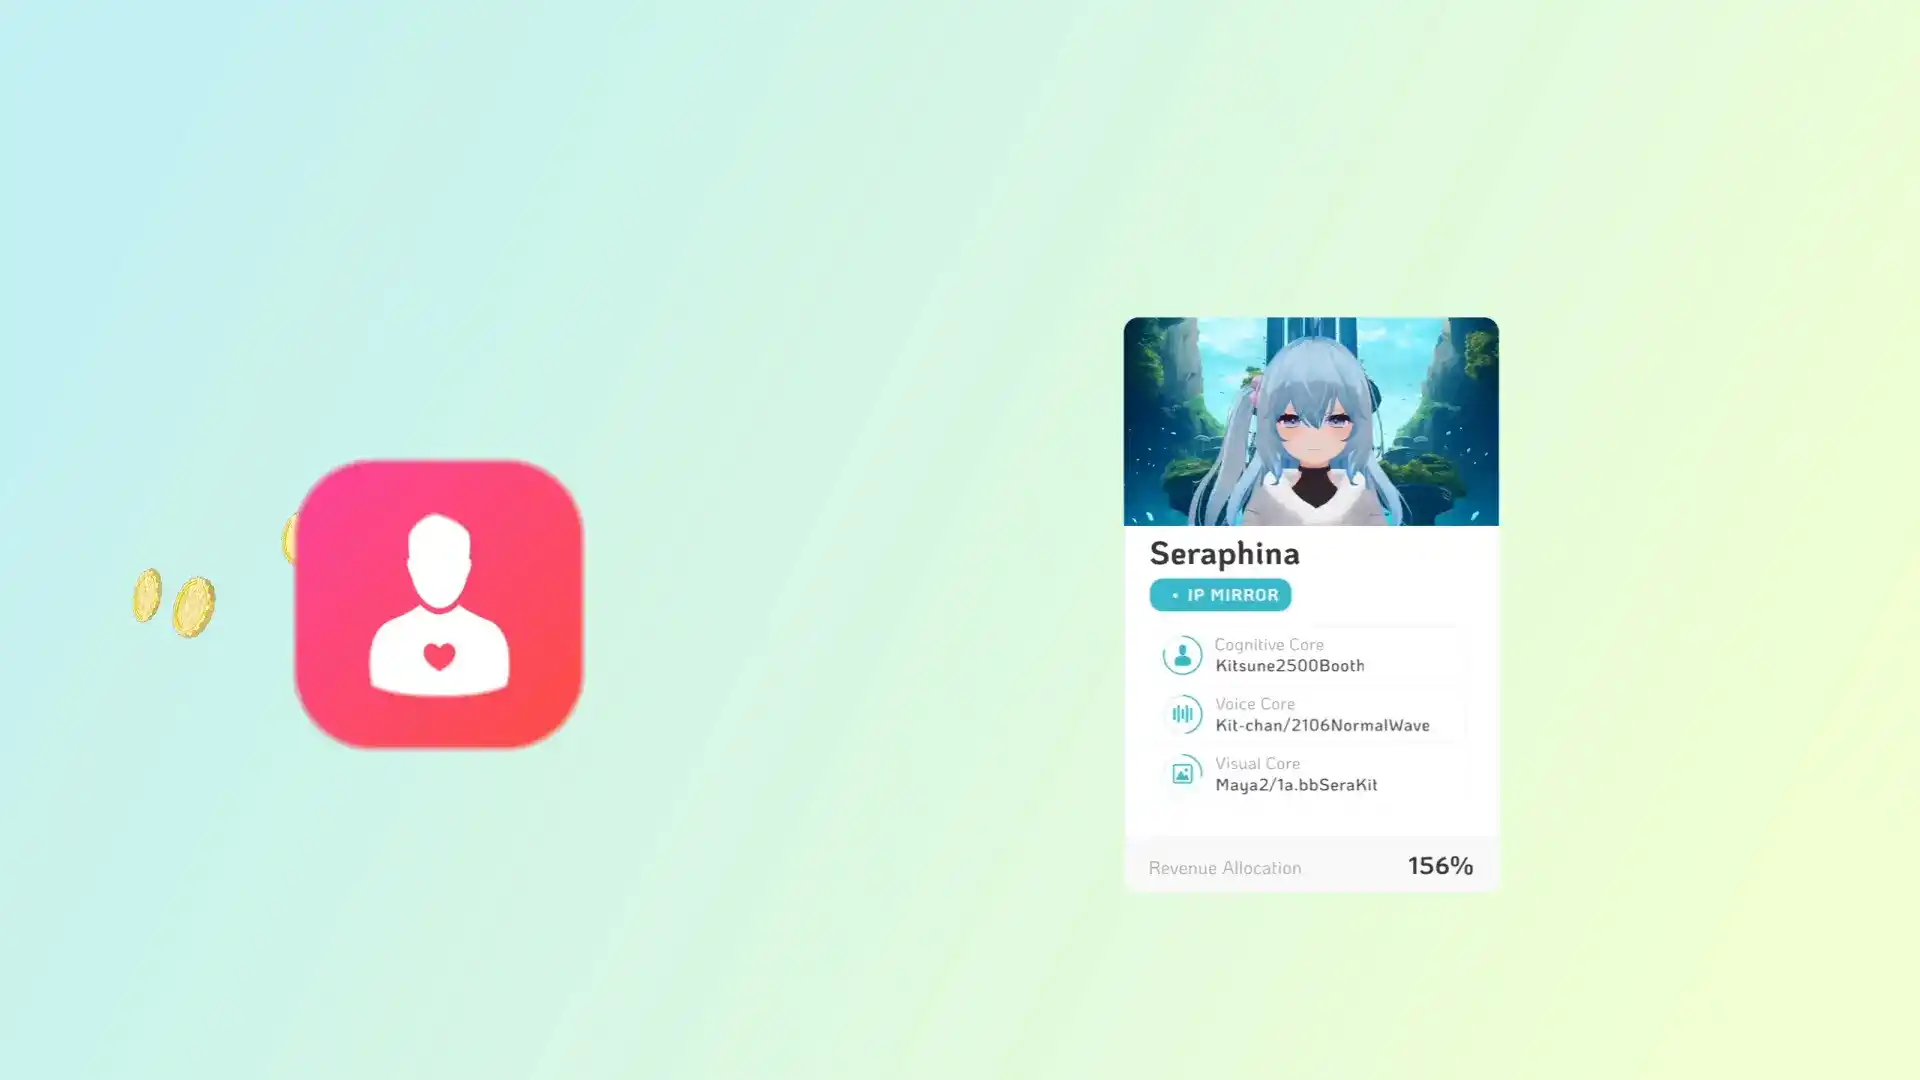 Seraphina
• IP MIRROR
Cognitive Core
Kitsune2500Booth
Voice Core
Kit-chan/2106NormalWave
Visual Core
Maya2/1a.bbSeraKit
Revenue Allocation 156%